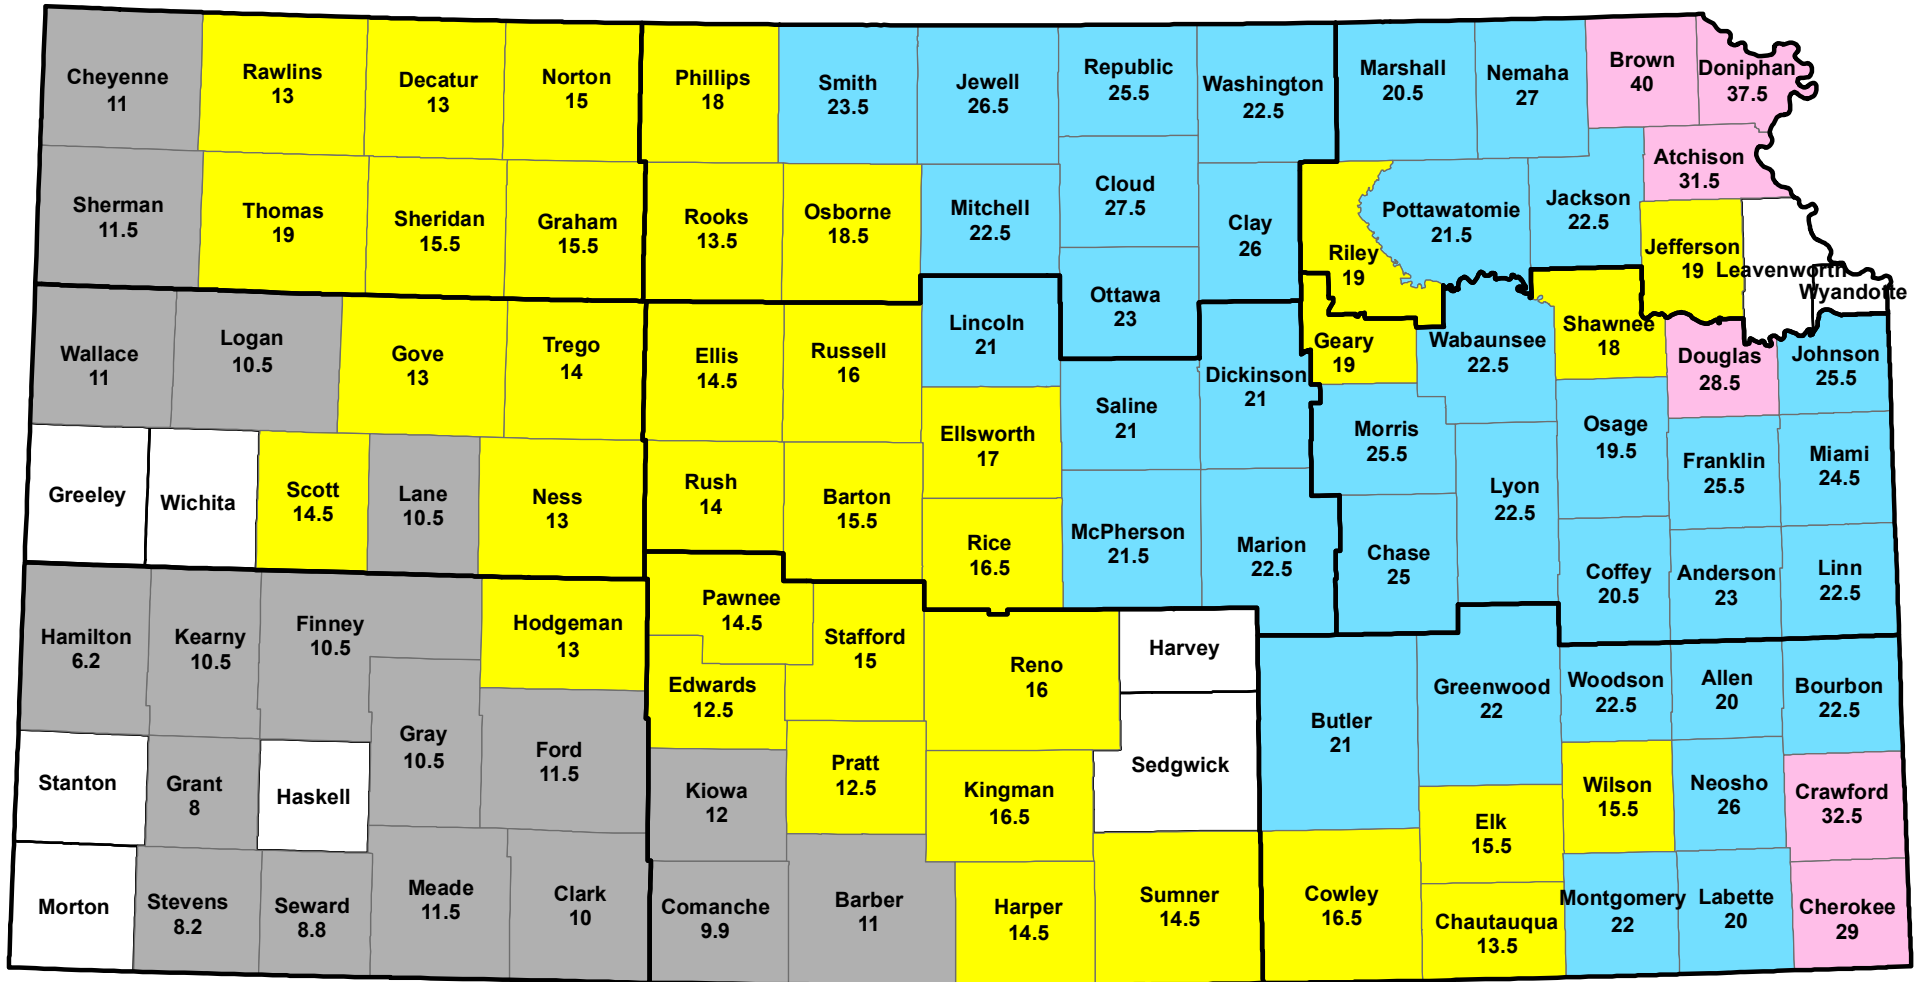 Cheyenne
11
Rawlins
13
Decatur
13
Norton
15
Phillips
18
Smith
23.5
Jewell
26.5
Republic
25.5
Washington
22.5
Marshall
20.5
Nemaha
27
Brown
40
Doniphan
37.5
Atchison
31.5
Sherman
11.5
Thomas
19
Sheridan
15.5
Graham
15.5
Rooks
13.5
Osborne
18.5
Mitchell
22.5
Cloud
27.5
Clay
26
Riley
19
Pottawatomie
21.5
Jackson
22.5
Jefferson
19
Leavenworth
Wyandotte
Wallace
11
Logan
10.5
Gove
13
Trego
14
Ellis
14.5
Russell
16
Lincoln
21
Ottawa
23
Dickinson
21
Geary
19
Wabaunsee
22.5
Shawnee
18
Douglas
28.5
Johnson
25.5
Greeley
Wichita
Scott
14.5
Lane
10.5
Ness
13
Rush
14
Barton
15.5
Ellsworth
17
Saline
21
Morris
25.5
Osage
19.5
Franklin
25.5
Miami
24.5
Rice
16.5
McPherson
21.5
Marion
22.5
Chase
25
Lyon
22.5
Coffey
20.5
Anderson
23
Linn
22.5
Hamilton
6.2
Kearny
10.5
Finney
10.5
Hodgeman
13
Pawnee
14.5
Stafford
15
Reno
16
Harvey
Edwards
12.5
Butler
21
Greenwood
22
Woodson
22.5
Allen
20
Bourbon
22.5
Stanton
Grant
8
Haskell
Gray
10.5
Ford
11.5
Kiowa
12
Pratt
12.5
Kingman
16.5
Sedgwick
Elk
15.5
Wilson
15.5
Neosho
26
Crawford
32.5
Morton
Stevens
8.2
Seward
8.8
Meade
11.5
Clark
10
Comanche
9.9
Barber
11
Harper
14.5
Sumner
14.5
Cowley
16.5
Chautauqua
13.5
Montgomery
22
Labette
20
Cherokee
29